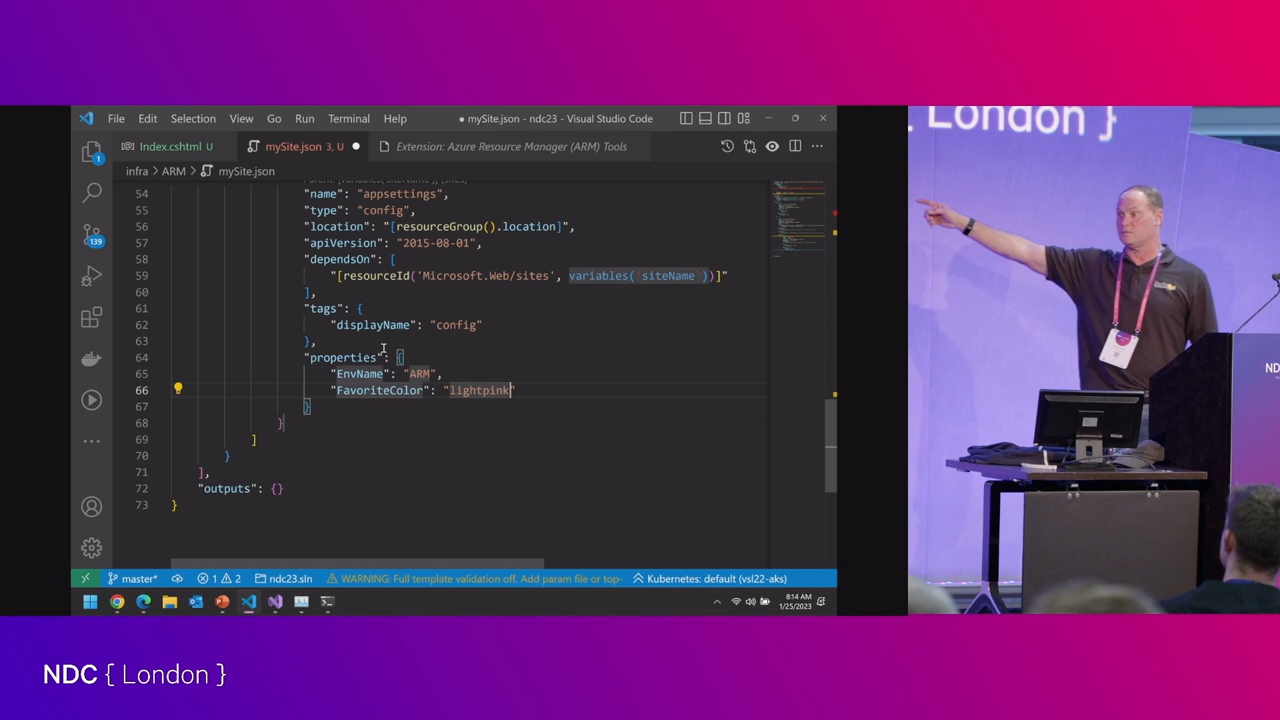 London }
File Edit Selection View Go Run Terminal Help
● mySite.json - ndc23 - Visual Studio Code
Index.cshtml U
mySite.json 3, U ●
Extension: Azure Resource Manager (ARM) Tools
infra > ARM > mySite.json
54 "name": "appsettings",
55 "type": "config",
56 "location": "[resourceGroup().location]",
57 "apiVersion": "2015-08-01",
58 "dependsOn": [
59 "[resourceId('Microsoft.Web/sites', variables('siteName'))]"
60 ],
61 "tags": {
62 "displayName": "config"
63 },
64 "properties": {
65 "EnvName": "ARM",
66 "FavoriteColor": "lightpink"
67 }
68 }
69 ]
70 }
71 ],
72 "outputs": {}
73 }
1
139
master* 1 2 ndc23.sln WARNING: Full template validation off. Add param file or top- Kubernetes: default (vsl22-aks)
8:14 AM
1/25/2023
ND
NDC { London }